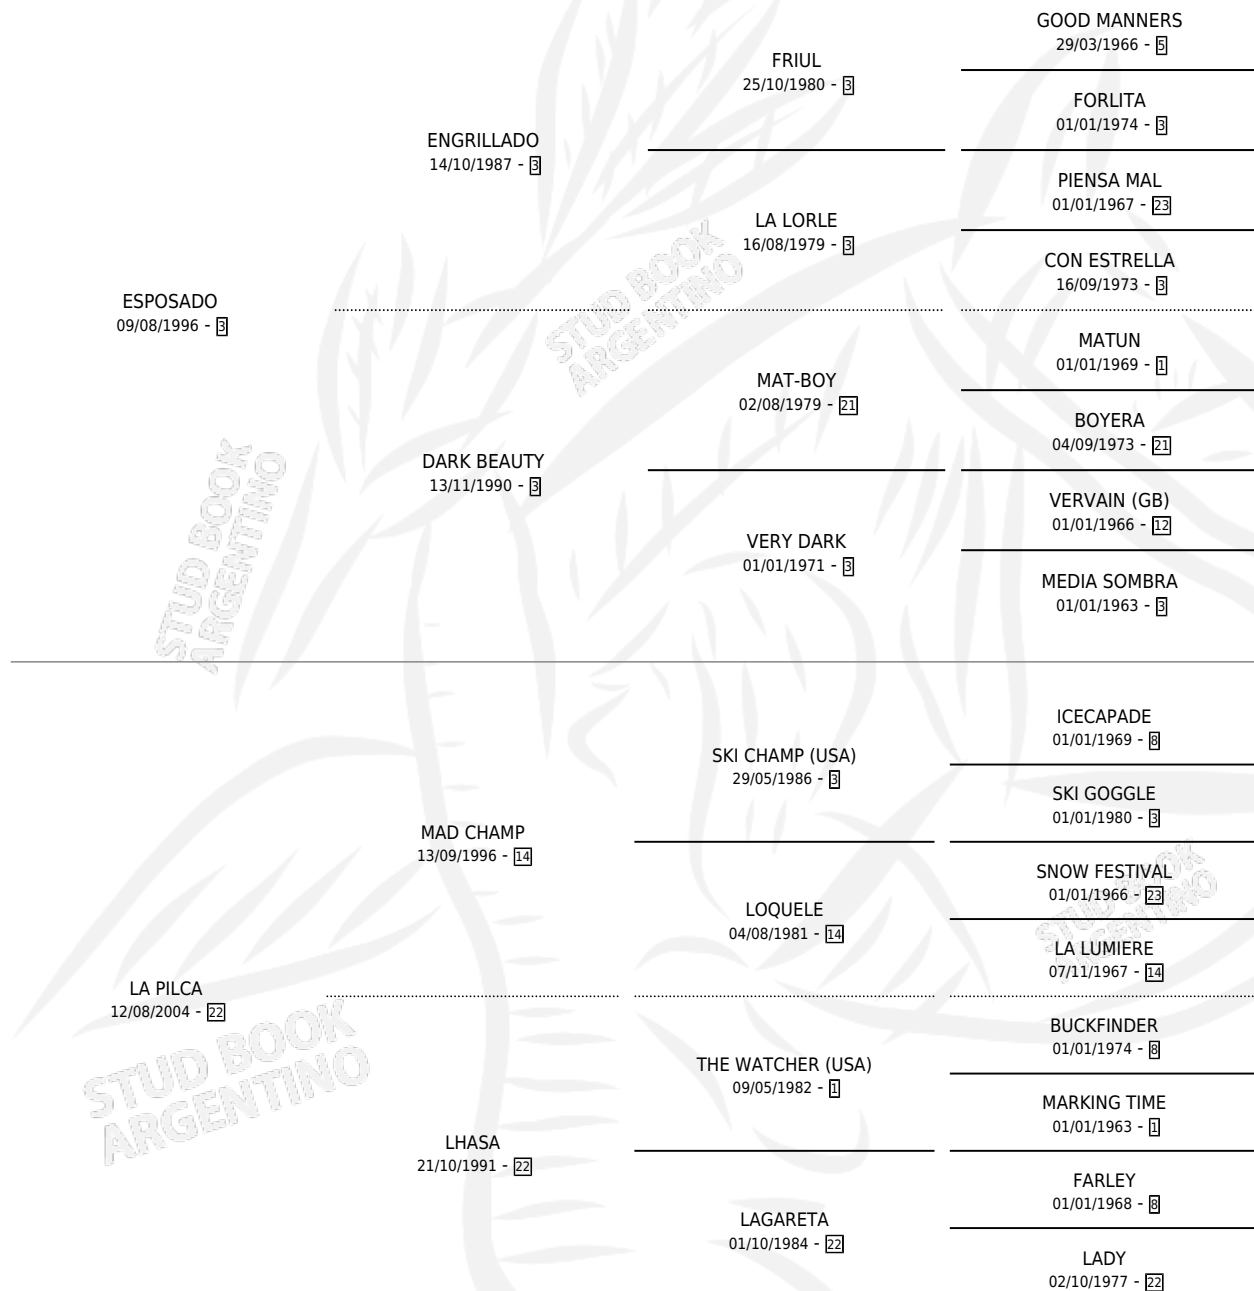 GOOD MANNERS
29/03/1966 - 5
FRIUL
25/10/1980 - 3
FORLITA
01/01/1974 - 3
ENGRILLADO
14/10/1987 - 3
PIENSA MAL
01/01/1967 - 23
LA LORLE
16/08/1979 - 3
CON ESTRELLA
16/09/1973 - 3
ESPOSADO
09/08/1996 - 3
MATUN
01/01/1969 - 1
MAT-BOY
02/08/1979 - 21
BOYERA
04/09/1973 - 21
DARK BEAUTY
13/11/1990 - 3
VERVAIN (GB)
01/01/1966 - 12
VERY DARK
01/01/1971 - 3
MEDIA SOMBRA
01/01/1963 - 3
ICECAPADE
01/01/1969 - 8
SKI CHAMP (USA)
29/05/1986 - 3
SKI GOGGLE
01/01/1980 - 3
MAD CHAMP
13/09/1996 - 14
SNOW FESTIVAL
01/01/1966 - 23
LOQUELE
04/08/1981 - 14
LA LUMIERE
07/11/1967 - 14
LA PILCA
12/08/2004 - 22
BUCKFINDER
01/01/1974 - 8
THE WATCHER (USA)
09/05/1982 - 1
MARKING TIME
01/01/1963 - 1
LHASA
21/10/1991 - 22
FARLEY
01/01/1968 - 8
LAGARETA
01/10/1984 - 22
LADY
02/10/1977 - 22
STUD BOOK
ARGENTINO
STUD BOOK
ARGENTINO
STUD BOOK
ARGENTINO
STUD BOOK
ARGENTINO